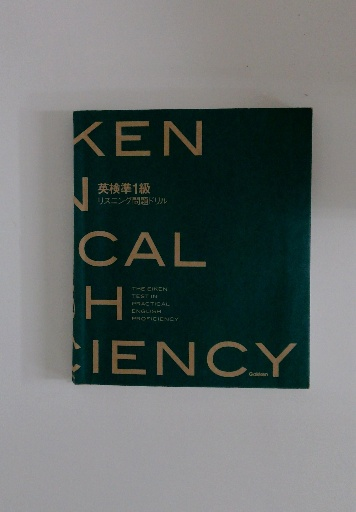 KEN
N
英検準1級
リスニング問題ドリル
CAL
H
THE EIKEN
TEST IN
PRACTICAL
ENGLISH
PROFICIENCY
CIENCY
Gakken